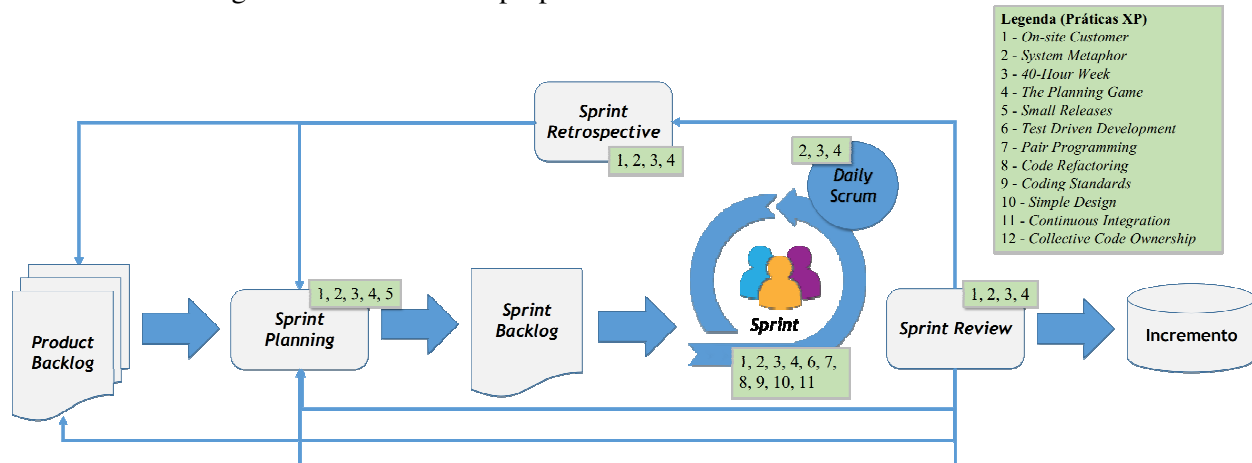 Legenda (Práticas XP)
1 - On-site Customer
2 - System Metaphor
3 - 40-Hour Week
4 - The Planning Game
5 - Small Releases
6 - Test Driven Development
7 - Pair Programming
8 - Code Refactoring
9 - Coding Standards
10 - Simple Design
11 - Continuous Integration
12 - Collective Code Ownership
Sprint
Retrospective
1, 2, 3, 4
2, 3, 4
Daily
Scrum
Product
Backlog
1, 2, 3, 4, 5
Sprint
Planning
Sprint
Backlog
Sprint
1, 2, 3, 4, 6, 7,
8, 9, 10, 11
1, 2, 3, 4
Sprint Review
Incremento